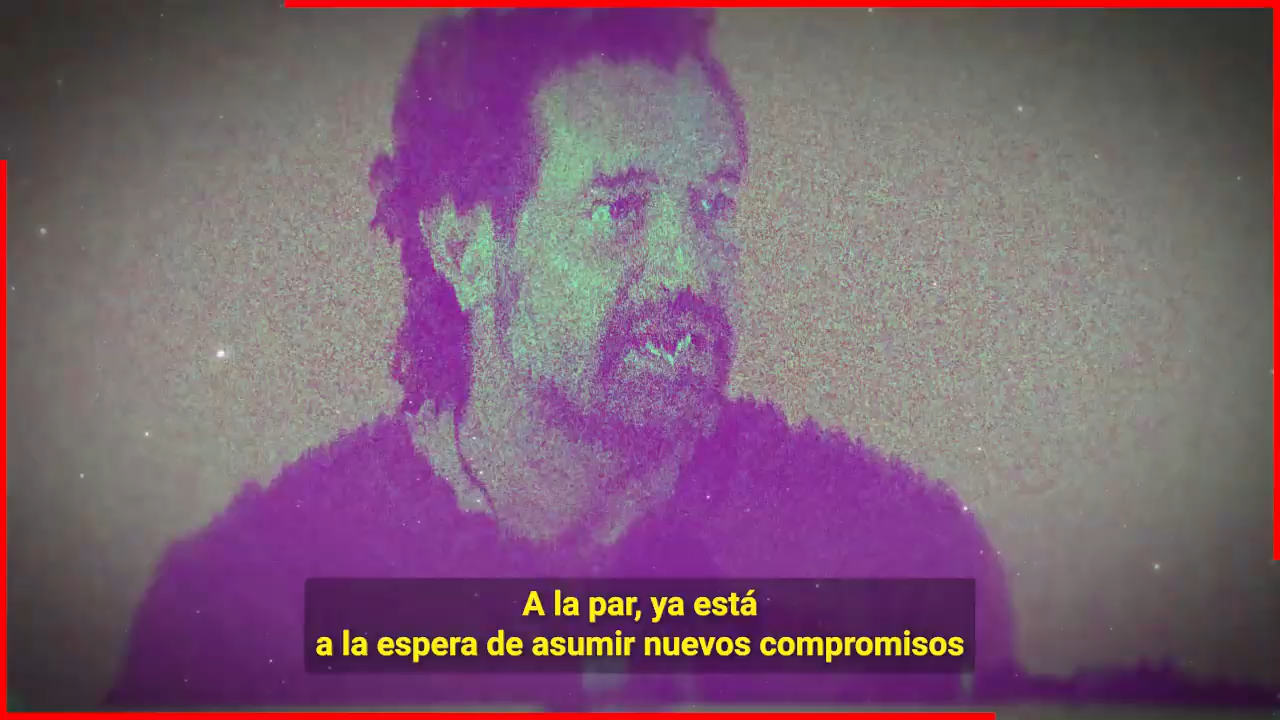 A la par, ya está
a la espera de asumir nuevos compromisos